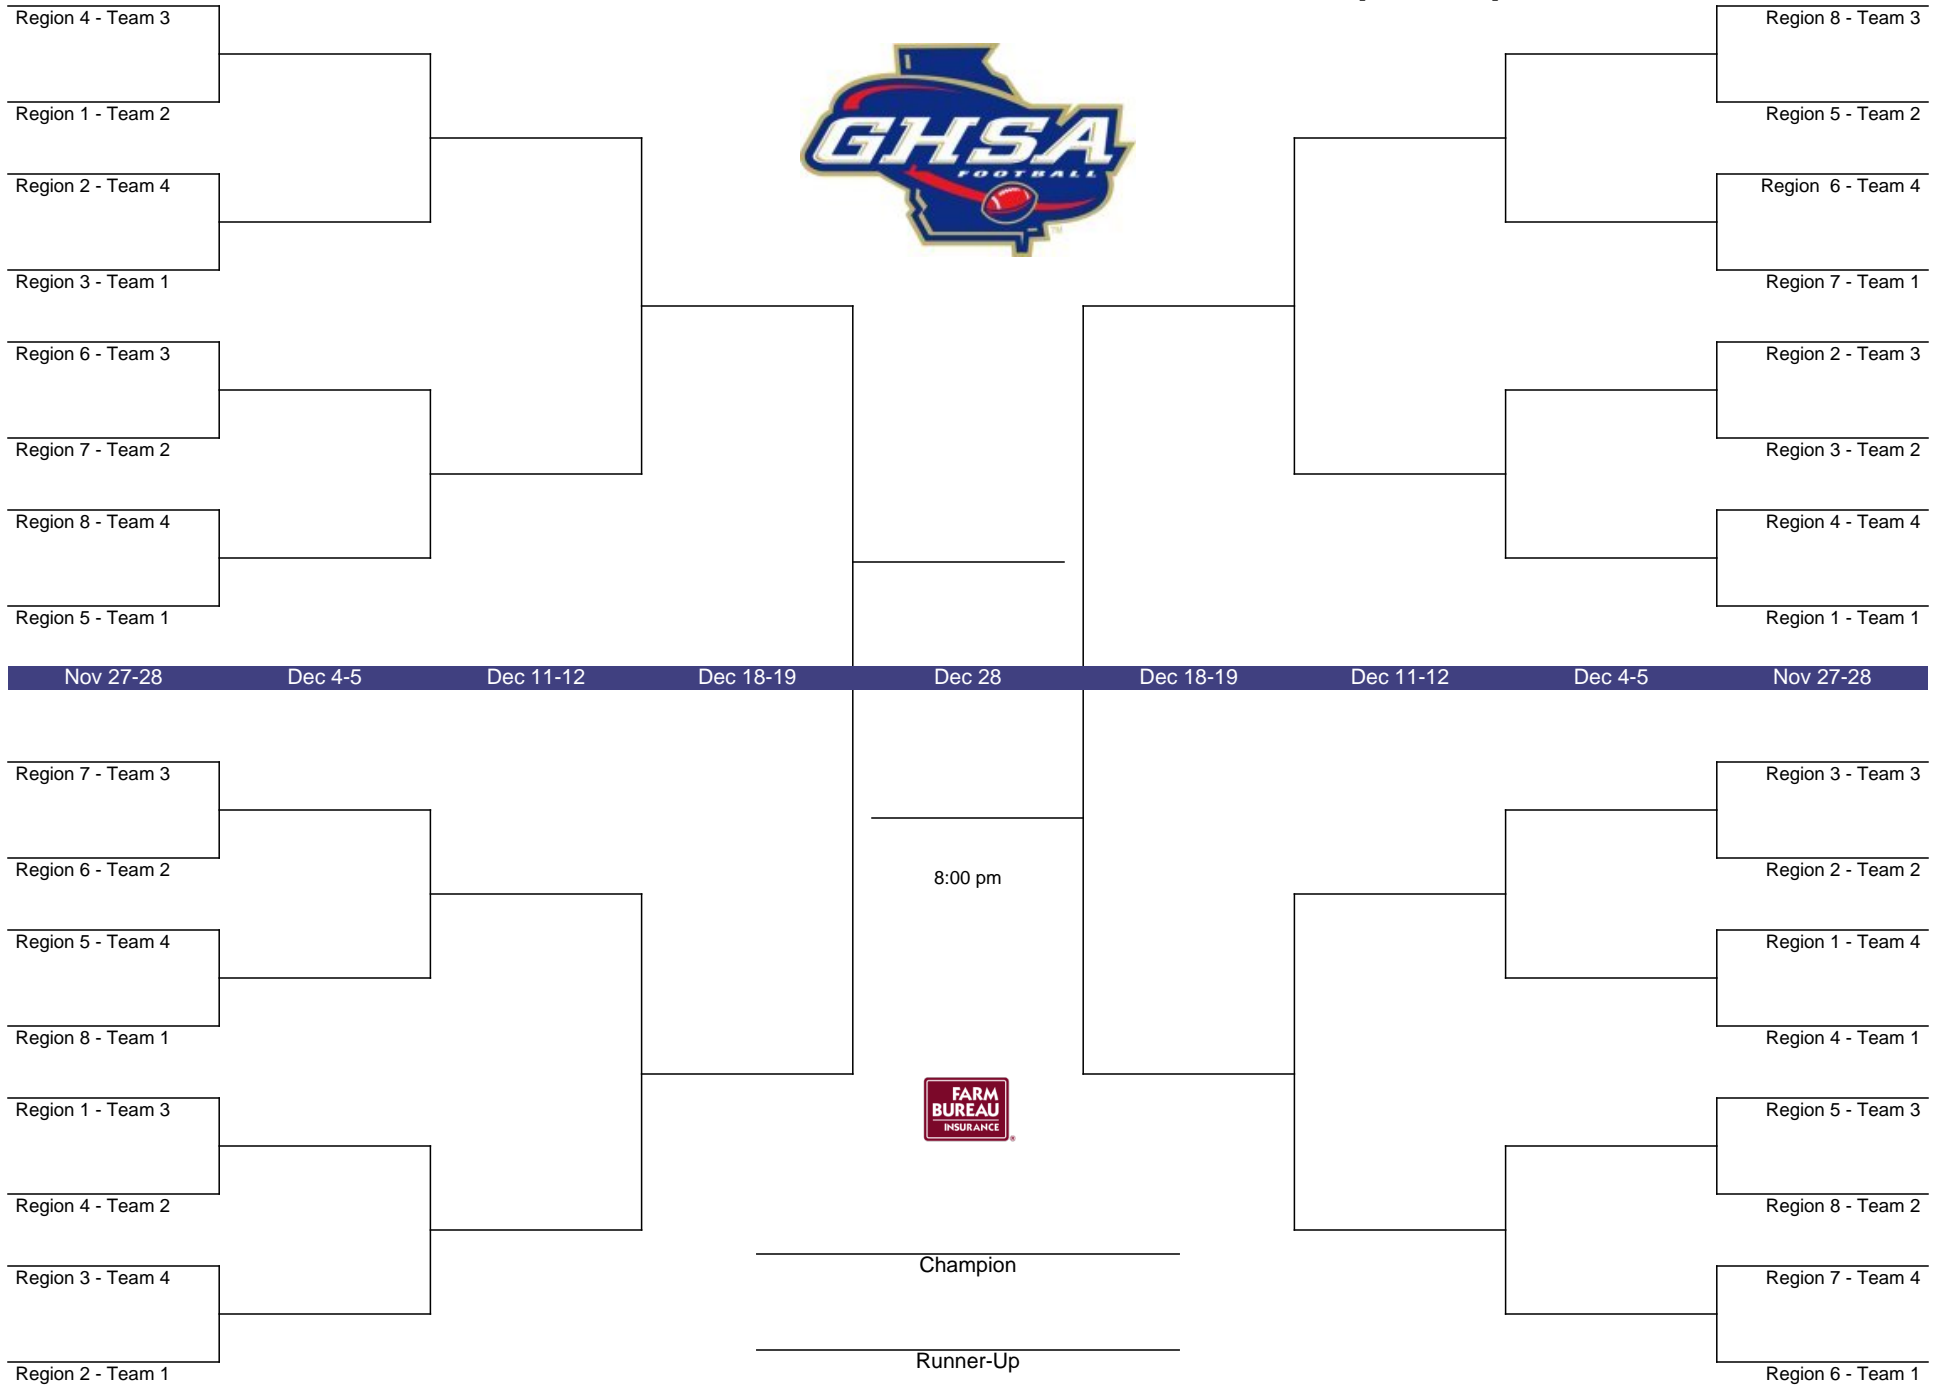 Region 4 - Team 3
Region 8 - Team 3
GHSA
FOOTBALL
TM
Region 1 - Team 2
Region 5 - Team 2
Region 2 - Team 4
Region  6 - Team 4
Region 3 - Team 1
Region 7 - Team 1
Region 6 - Team 3
Region 2 - Team 3
Region 7 - Team 2
Region 3 - Team 2
Region 8 - Team 4
Region 4 - Team 4
Region 5 - Team 1
Region 1 - Team 1
Nov 27-28 Dec 4-5 Dec 11-12 Dec 18-19 Dec 28 Dec 18-19 Dec 11-12 Dec 4-5 Nov 27-28
Region 7 - Team 3
Region 3 - Team 3
Region 6 - Team 2
8:00 pm
Region 2 - Team 2
Region 5 - Team 4
Region 1 - Team 4
Region 8 - Team 1
Region 4 - Team 1
FARM
BUREAU
INSURANCE
®
Region 1 - Team 3
Region 5 - Team 3
Region 4 - Team 2
Region 8 - Team 2
Champion
Region 3 - Team 4
Region 7 - Team 4
Runner-Up
Region 2 - Team 1
Region 6 - Team 1